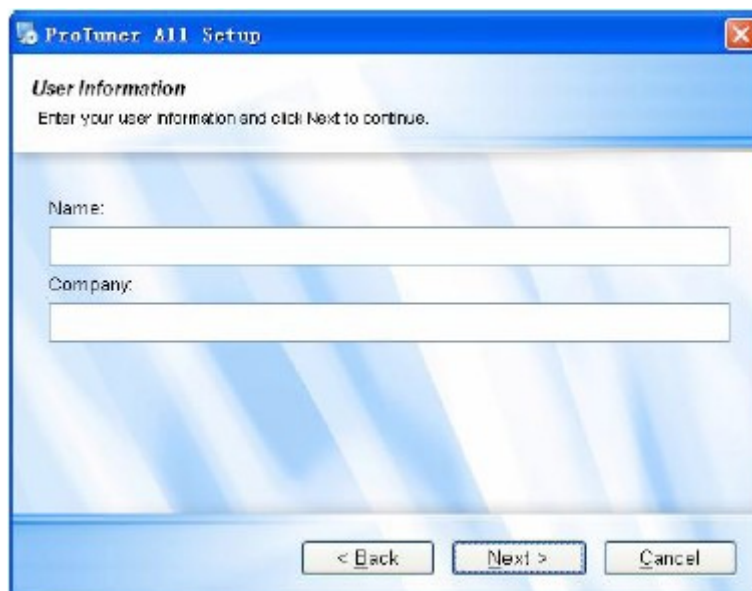 ProTuner All Setup
User Information
Enter your user information and click Next to continue.
Name:
Company:
< Back
Next >
Cancel